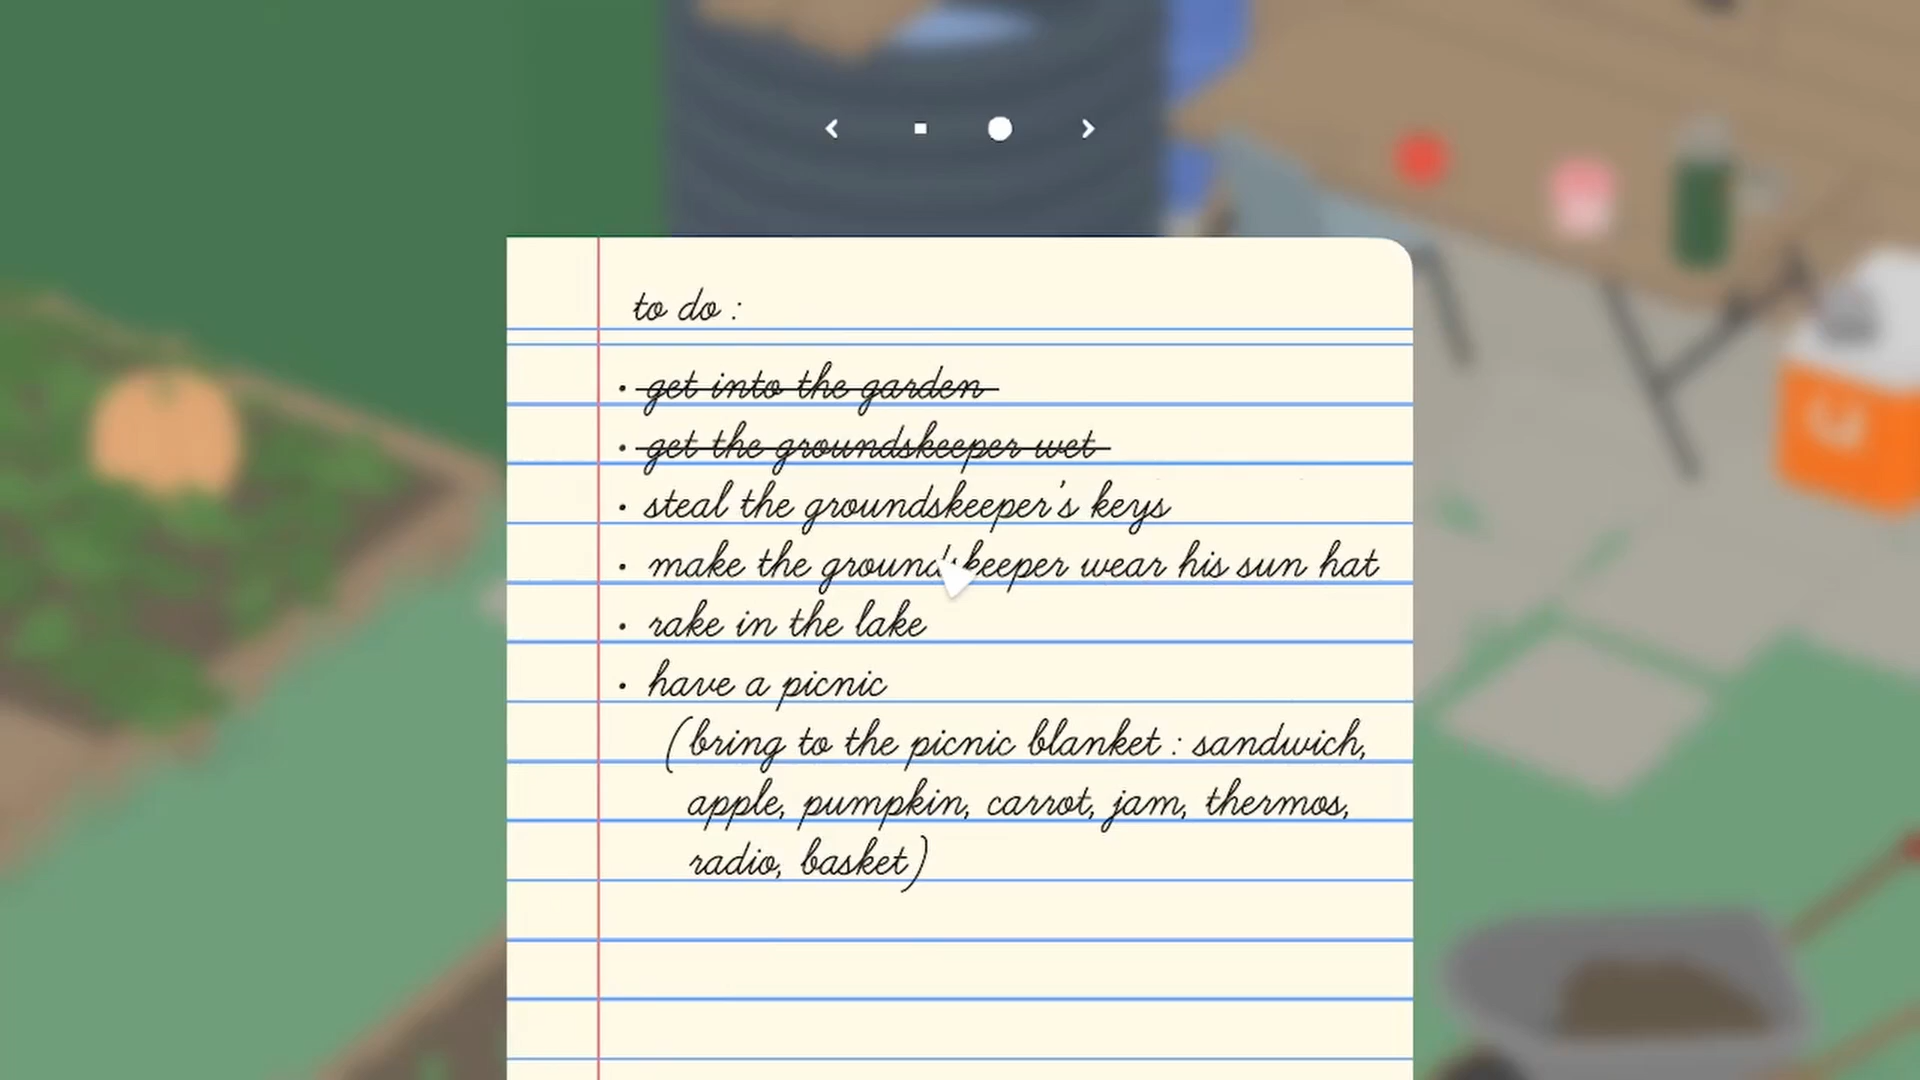 to do :
• get into the garden
• get the groundskeeper wet
• steal the groundskeeper's keys
• make the groundskeeper wear his sun hat
• rake in the lake
• have a picnic
(bring to the picnic blanket : sandwich,
apple, pumpkin, carrot, jam, thermos,
radio, basket)